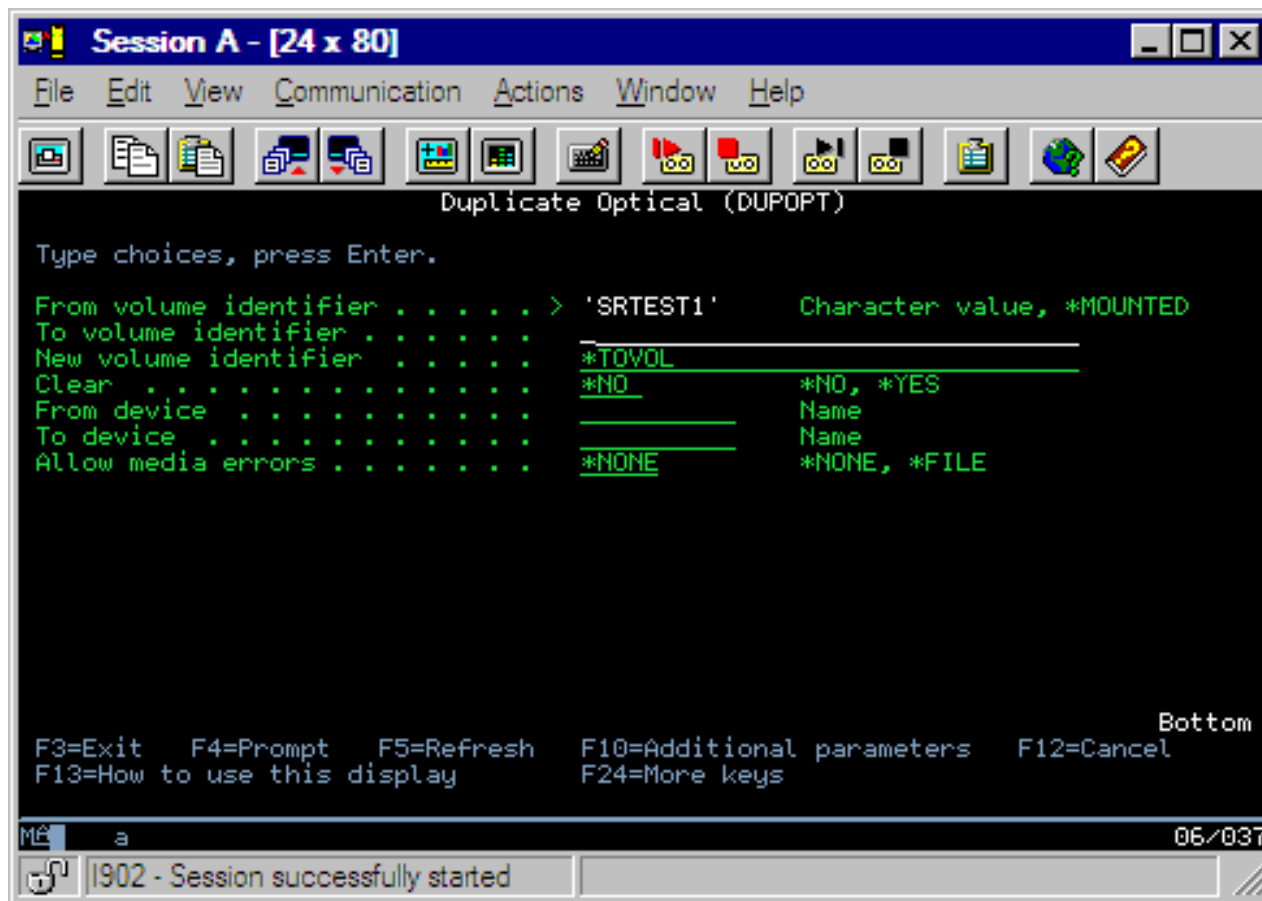 Session A - [24 x 80]
File Edit View Communication Actions Window Help
Duplicate Optical (DUPOPT)
Type choices, press Enter.
From volume identifier . . . . . > 'SRTEST1' Character value, *MOUNTED
To volume identifier . . . . . . _
New volume identifier . . . . . *TOVOL
Clear . . . . . . . . . . . . . *NO *NO, *YES
From device . . . . . . . . . . Name
To device . . . . . . . . . . . Name
Allow media errors . . . . . . . *NONE *NONE, *FILE
Bottom
F3=Exit F4=Prompt F5=Refresh F10=Additional parameters F12=Cancel
F13=How to use this display F24=More keys
a 06/037
I902 - Session successfully started